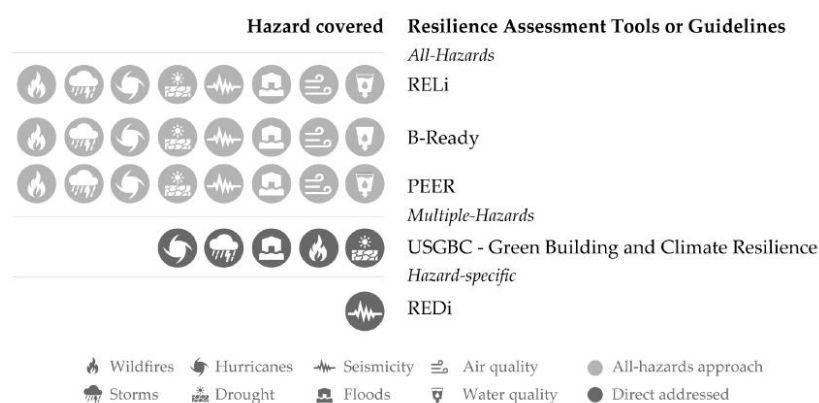 Hazard covered Resilience Assessment Tools or Guidelines
All-Hazards
RELi
B-Ready
PEER
Multiple-Hazards
USGBC - Green Building and Climate Resilience
Hazard-specific
REDi
Wildfires Hurricanes Seismicity Air quality All-hazards approach
Storms Drought Floods Water quality Direct addressed